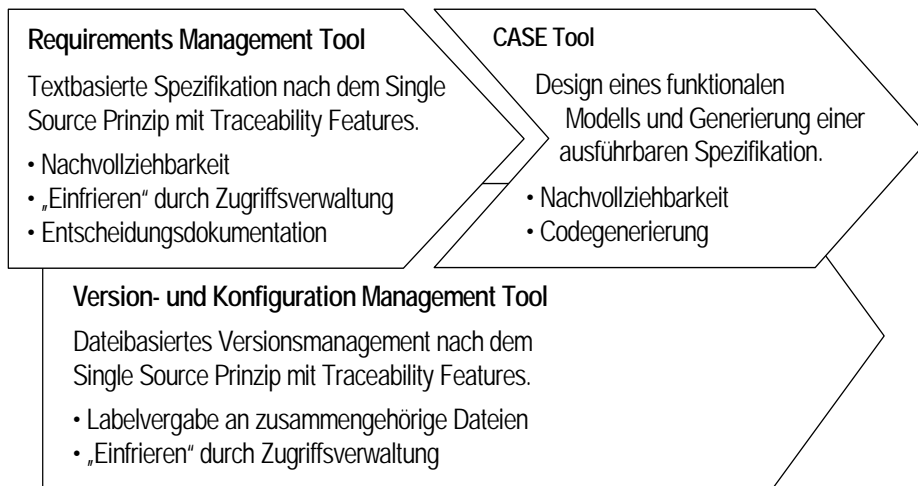 Requirements Management Tool
Textbasierte Spezifikation nach dem Single
Source Prinzip mit Traceability Features.
• Nachvollziehbarkeit
• „Einfrieren“ durch Zugriffsverwaltung
• Entscheidungsdokumentation
CASE Tool
Design eines funktionalen
Modells und Generierung einer
ausführbaren Spezifikation.
• Nachvollziehbarkeit
• Codegenerierung
Version- und Konfiguration Management Tool
Dateibasiertes Versionsmanagement nach dem
Single Source Prinzip mit Traceability Features.
• Labelvergabe an zusammengehörige Dateien
• „Einfrieren“ durch Zugriffsverwaltung